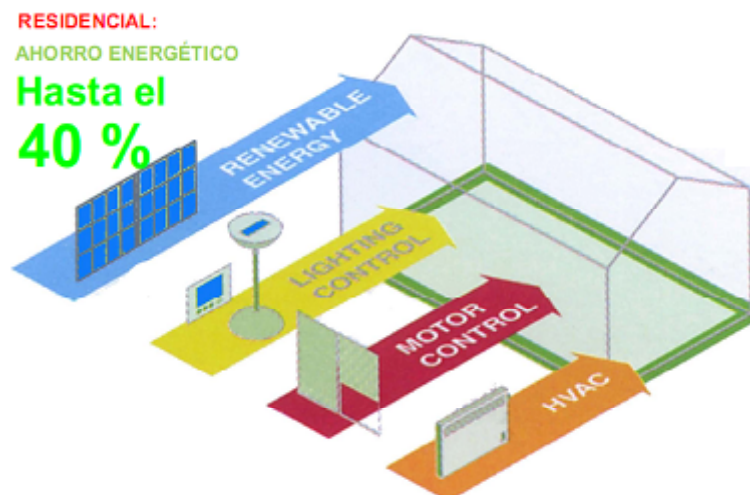 RESIDENCIAL:
AHORRO ENERGÉTICO
Hasta el
40 %
RENEWABLE
ENERGY
LIGHTING
CONTROL
MOTOR
CONTROL
HVAC